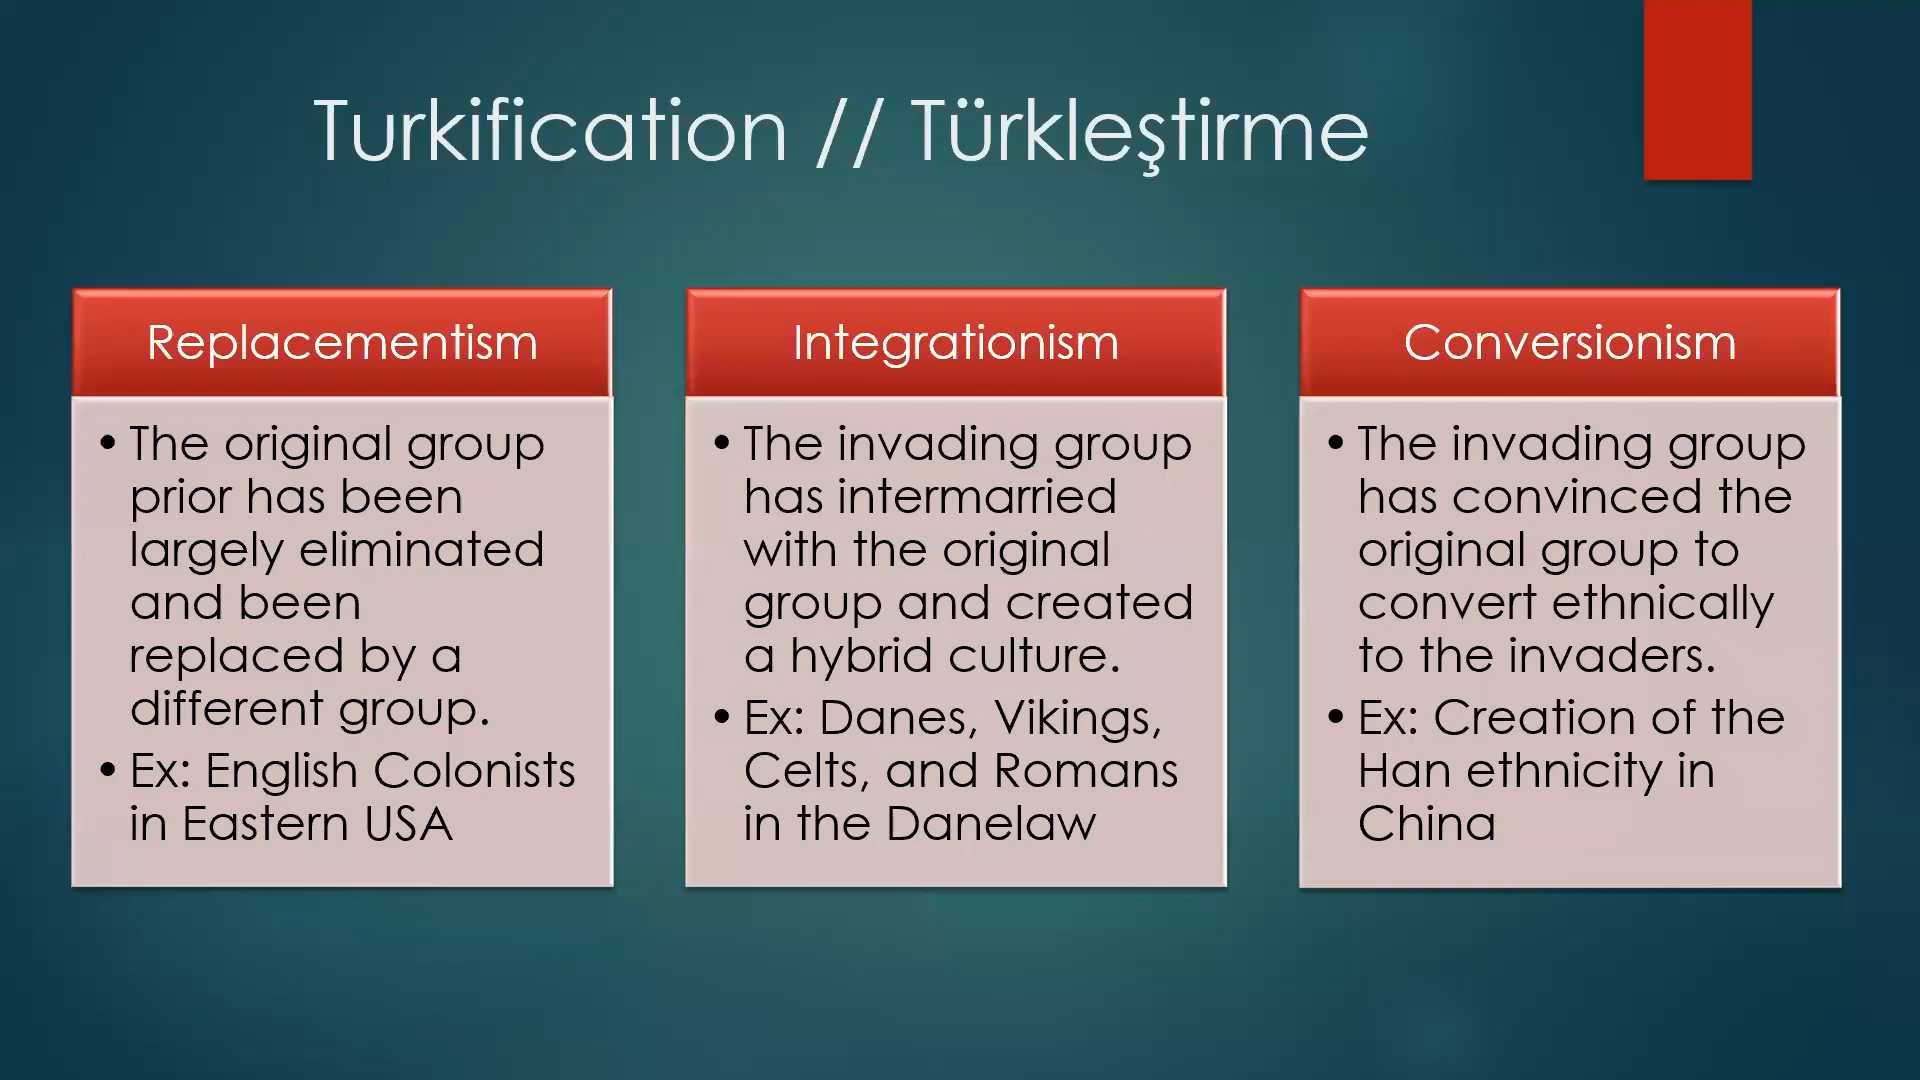 Turkification // Türkleştirme
Replacementism
• The original group
prior has been
largely eliminated
and been
replaced by a
different group.
• Ex: English Colonists
in Eastern USA
Integrationism
• The invading group
has intermarried
with the original
group and created
a hybrid culture.
• Ex: Danes, Vikings,
Celts, and Romans
in the Danelaw
Conversionism
• The invading group
has convinced the
original group to
convert ethnically
to the invaders.
• Ex: Creation of the
Han ethnicity in
China